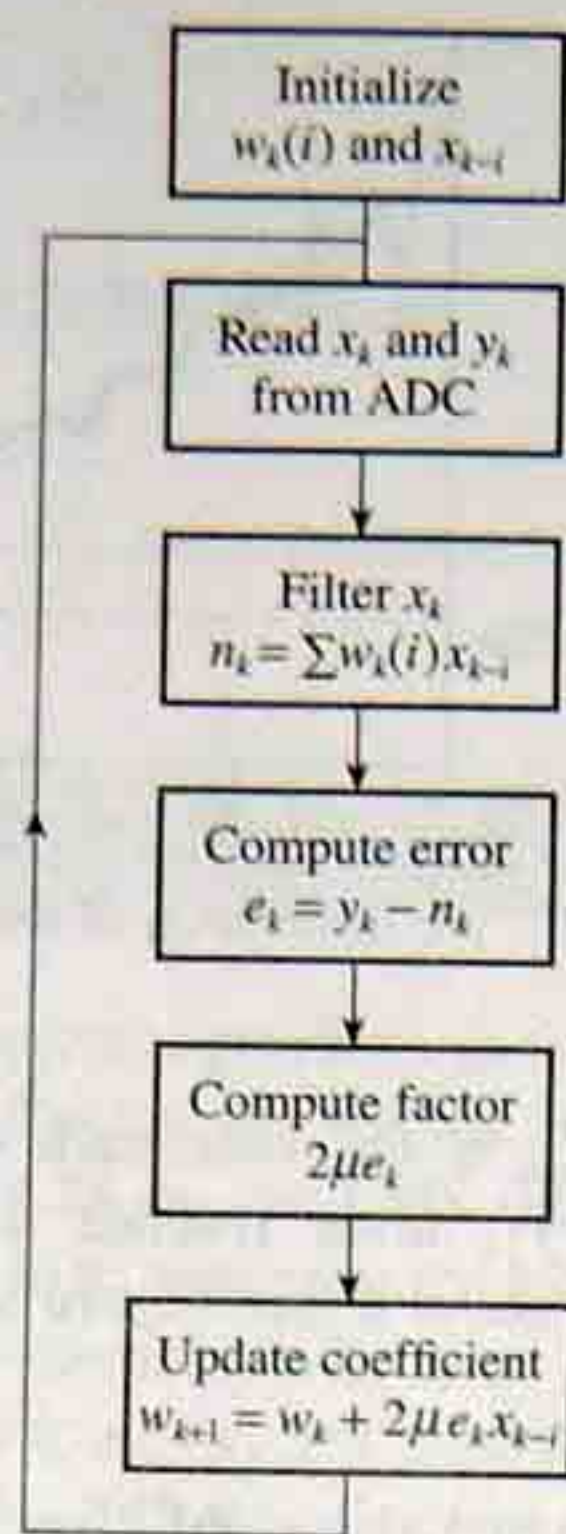 Initialize
wₖ(i) and xₖ₋ᵢ
Read xₖ and yₖ
from ADC
Filter xₖ
nₖ = ∑wₖ(i)xₖ₋ᵢ
Compute error
eₖ = yₖ − nₖ
Compute factor
2μeₖ
Update coefficient
wₖ₊₁ = wₖ + 2μeₖxₖ₋ᵢ